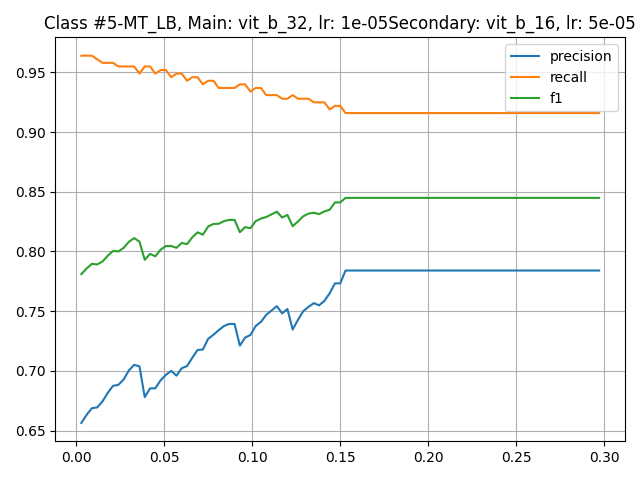 Class #5-MT_LB, Main: vit_b_32, lr: 1e-05Secondary: vit_b_16, lr: 5e-05
precision
recall
f1
0.95
0.90
0.85
0.80
0.75
0.70
0.65
0.00 0.05 0.10 0.15 0.20 0.25 0.30